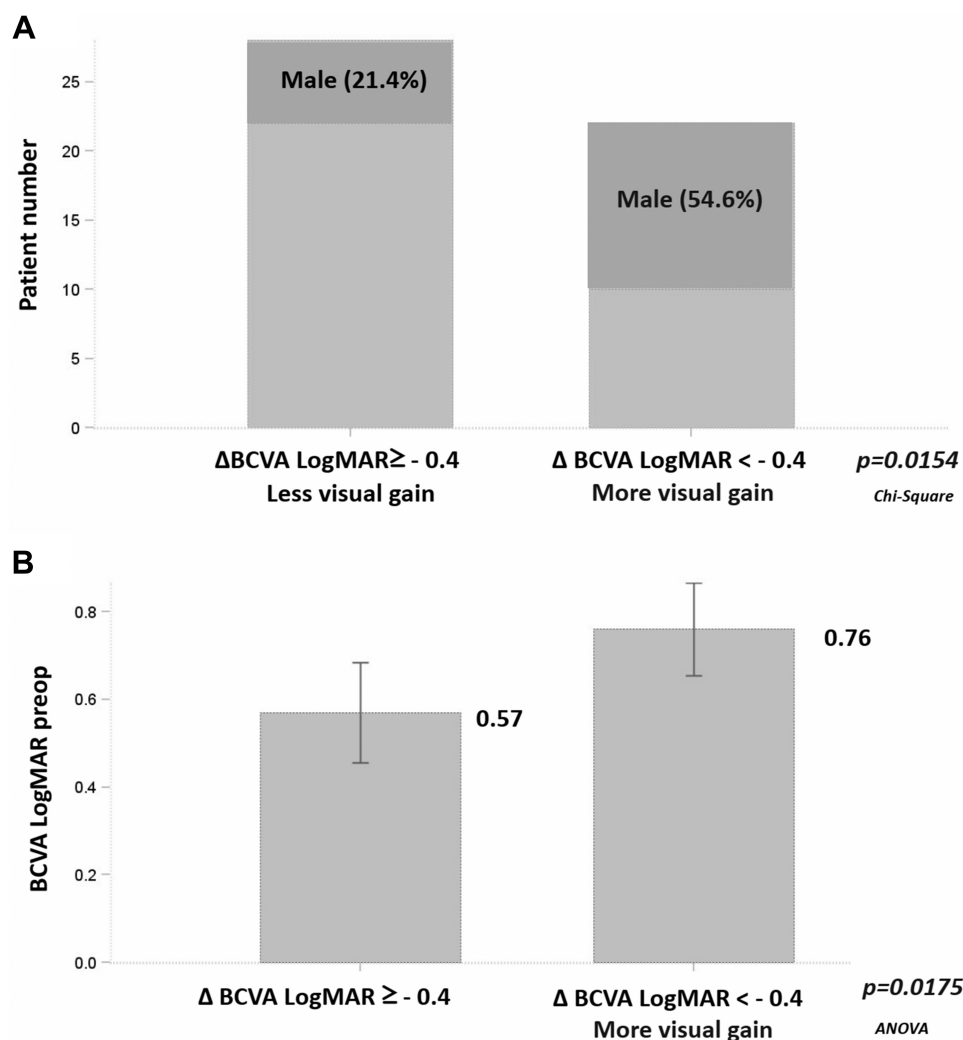 A
Patient number
25
20
15
10
5
0
Male (21.4%)
Male (54.6%)
ΔBCVA LogMAR≥ - 0.4
Less visual gain
Δ BCVA LogMAR < - 0.4
More visual gain
p=0.0154
Chi-Square
B
BCVA LogMAR preop
0.8
0.6
0.4
0.2
0.0
0.57
0.76
Δ BCVA LogMAR ≥ - 0.4
Δ BCVA LogMAR < - 0.4
More visual gain
p=0.0175
ANOVA